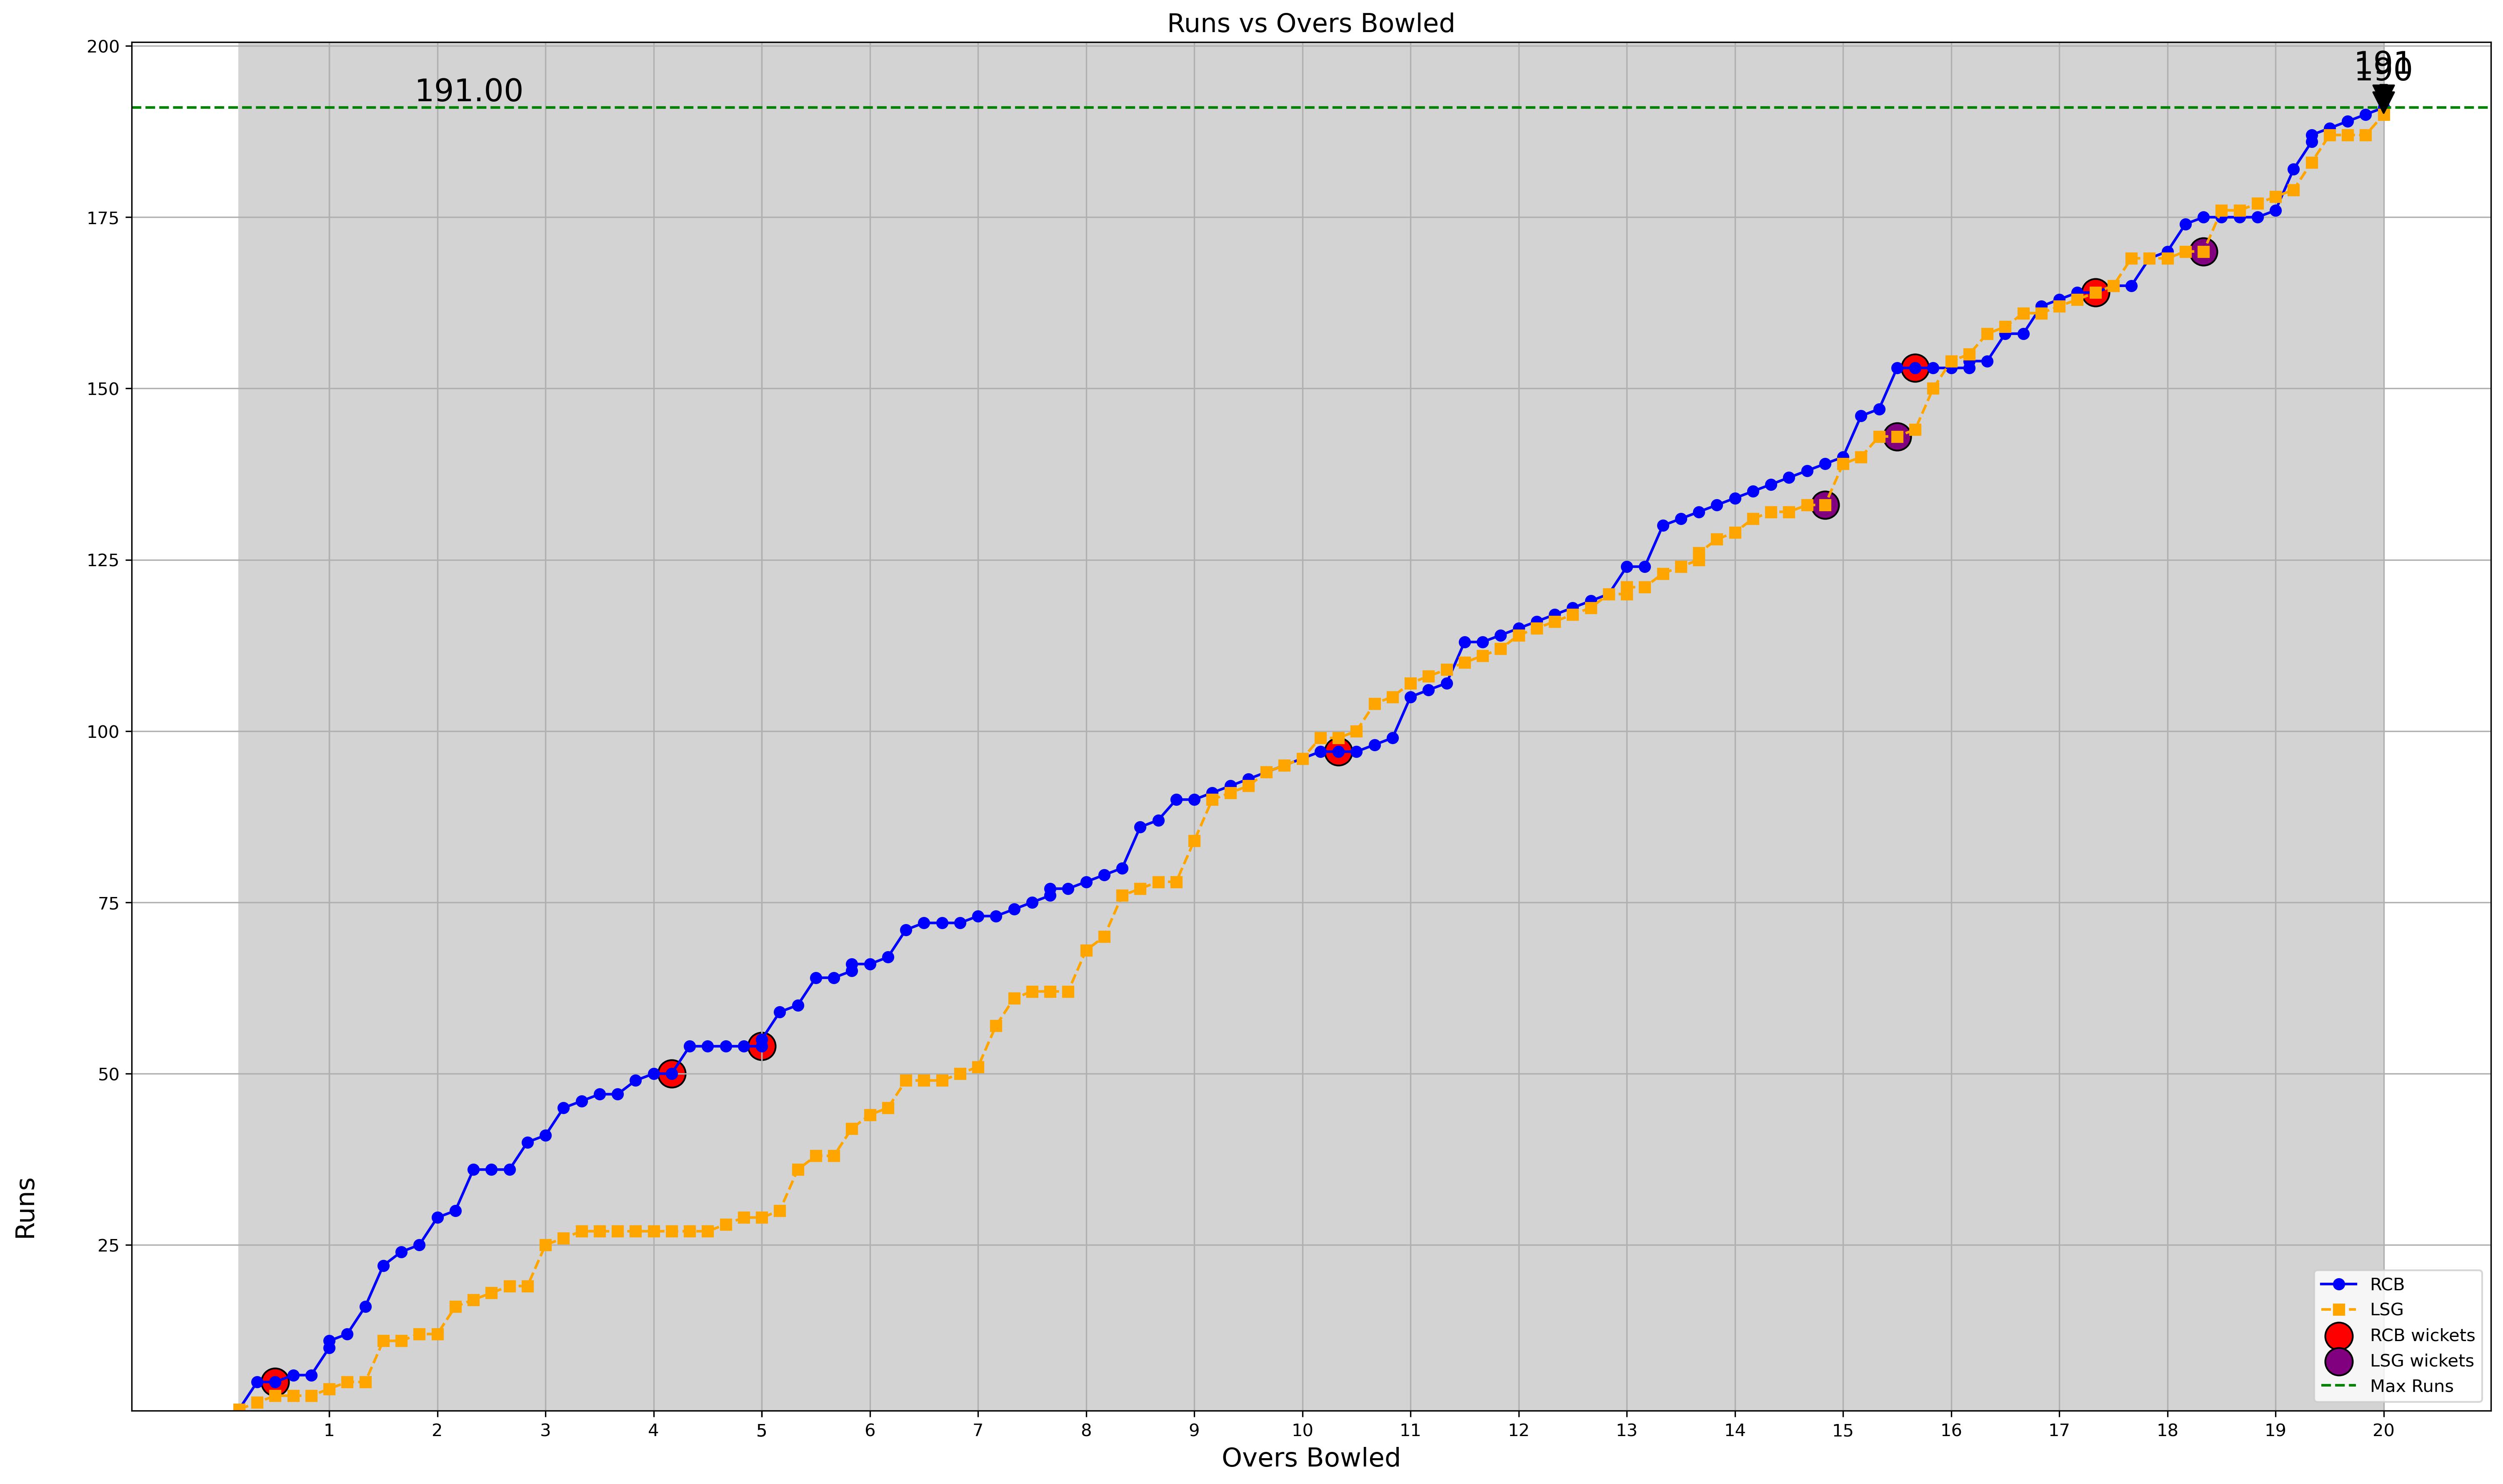 Runs vs Overs Bowled
200
175
150
125
100
75
50
25
191.00
191
190
Runs
1 2 3 4 5 6 7 8 9 10 11 12 13 14 15 16 17 18 19 20
Overs Bowled
RCB
LSG
RCB wickets
LSG wickets
Max Runs